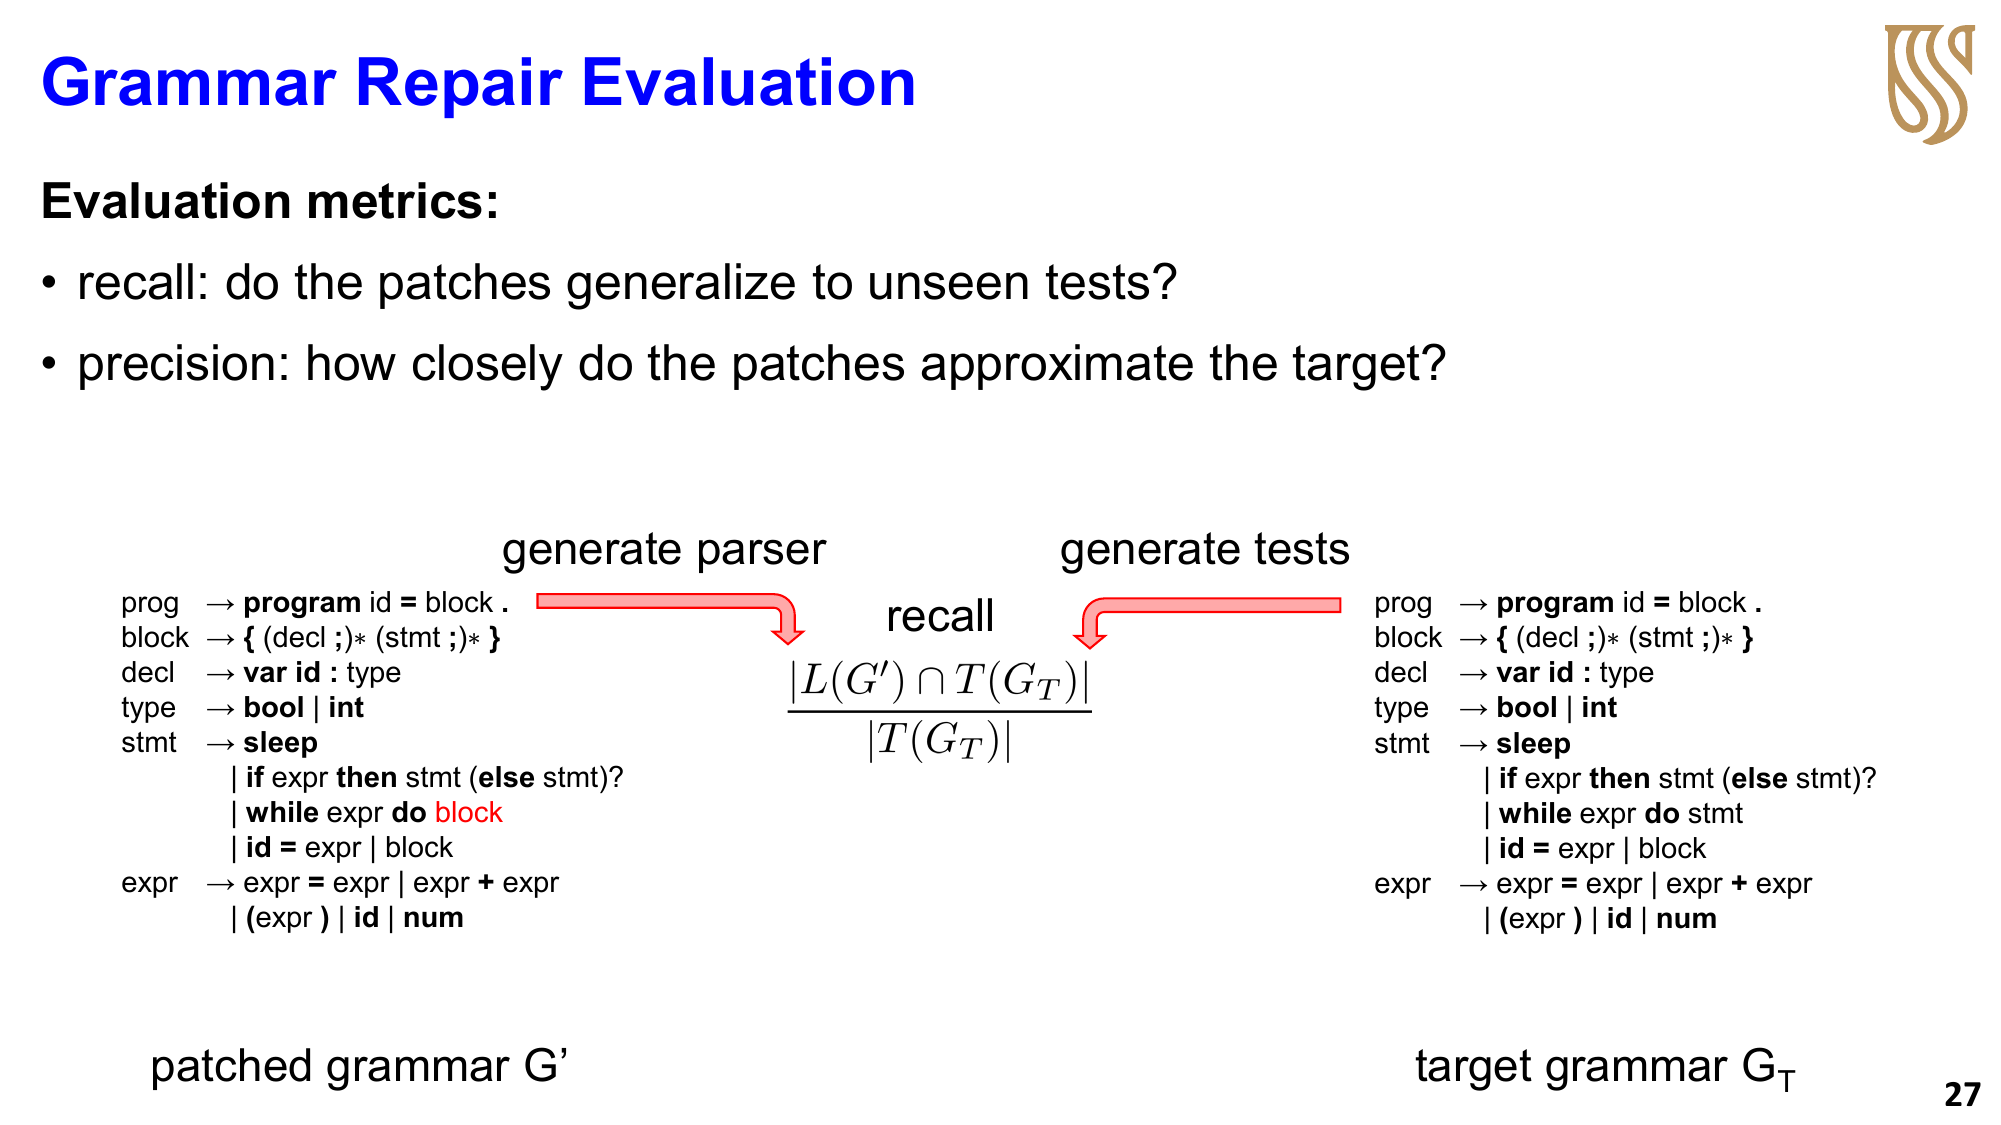 Grammar Repair Evaluation
Evaluation metrics:
• recall: do the patches generalize to unseen tests?
• precision: how closely do the patches approximate the target?
generate parser
generate tests
prog → program id = block .
block → { (decl ;)* (stmt ;)* }
decl → var id : type
type → bool | int
stmt → sleep
| if expr then stmt (else stmt)?
| while expr do block
| id = expr | block
expr → expr = expr | expr + expr
| (expr ) | id | num
recall
|L(G′) ∩ T(G_T)|
|T(G_T)|
prog → program id = block .
block → { (decl ;)* (stmt ;)* }
decl → var id : type
type → bool | int
stmt → sleep
| if expr then stmt (else stmt)?
| while expr do stmt
| id = expr | block
expr → expr = expr | expr + expr
| (expr ) | id | num
patched grammar G’
target grammar G_T
27